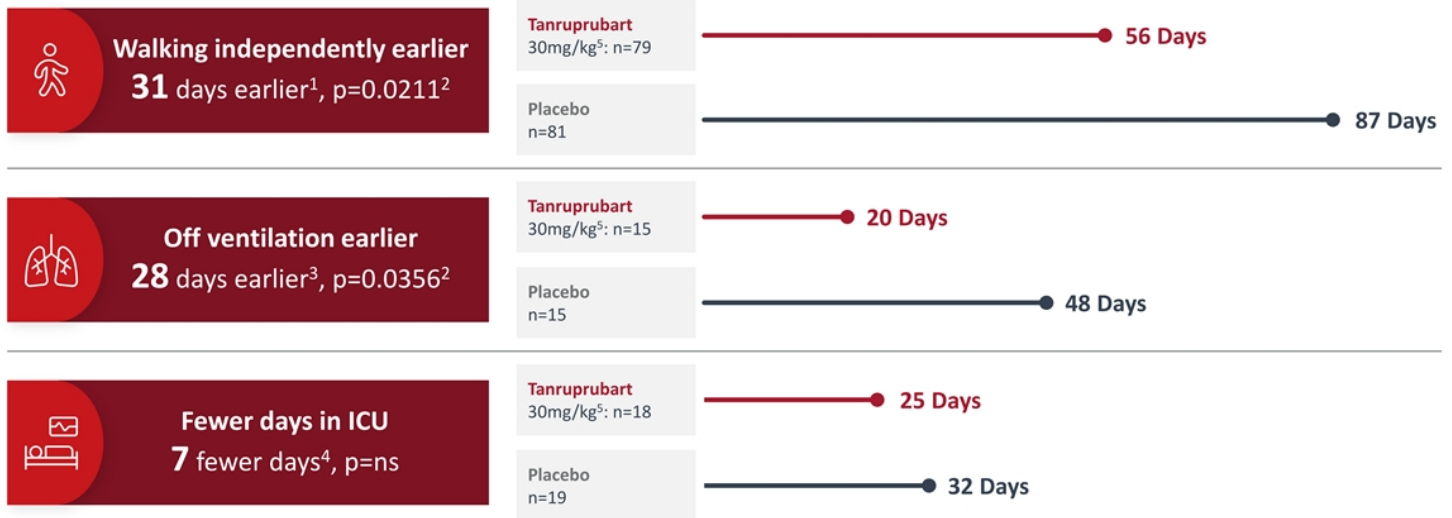 Walking independently earlier
31 days earlier¹, p=0.0211²
Tanruprubart
30mg/kg⁵: n=79
56 Days
Placebo
n=81
87 Days
Off ventilation earlier
28 days earlier³, p=0.0356²
Tanruprubart
30mg/kg⁵: n=15
20 Days
Placebo
n=15
48 Days
Fewer days in ICU
7 fewer days⁴, p=ns
Tanruprubart
30mg/kg⁵: n=18
25 Days
Placebo
n=19
32 Days